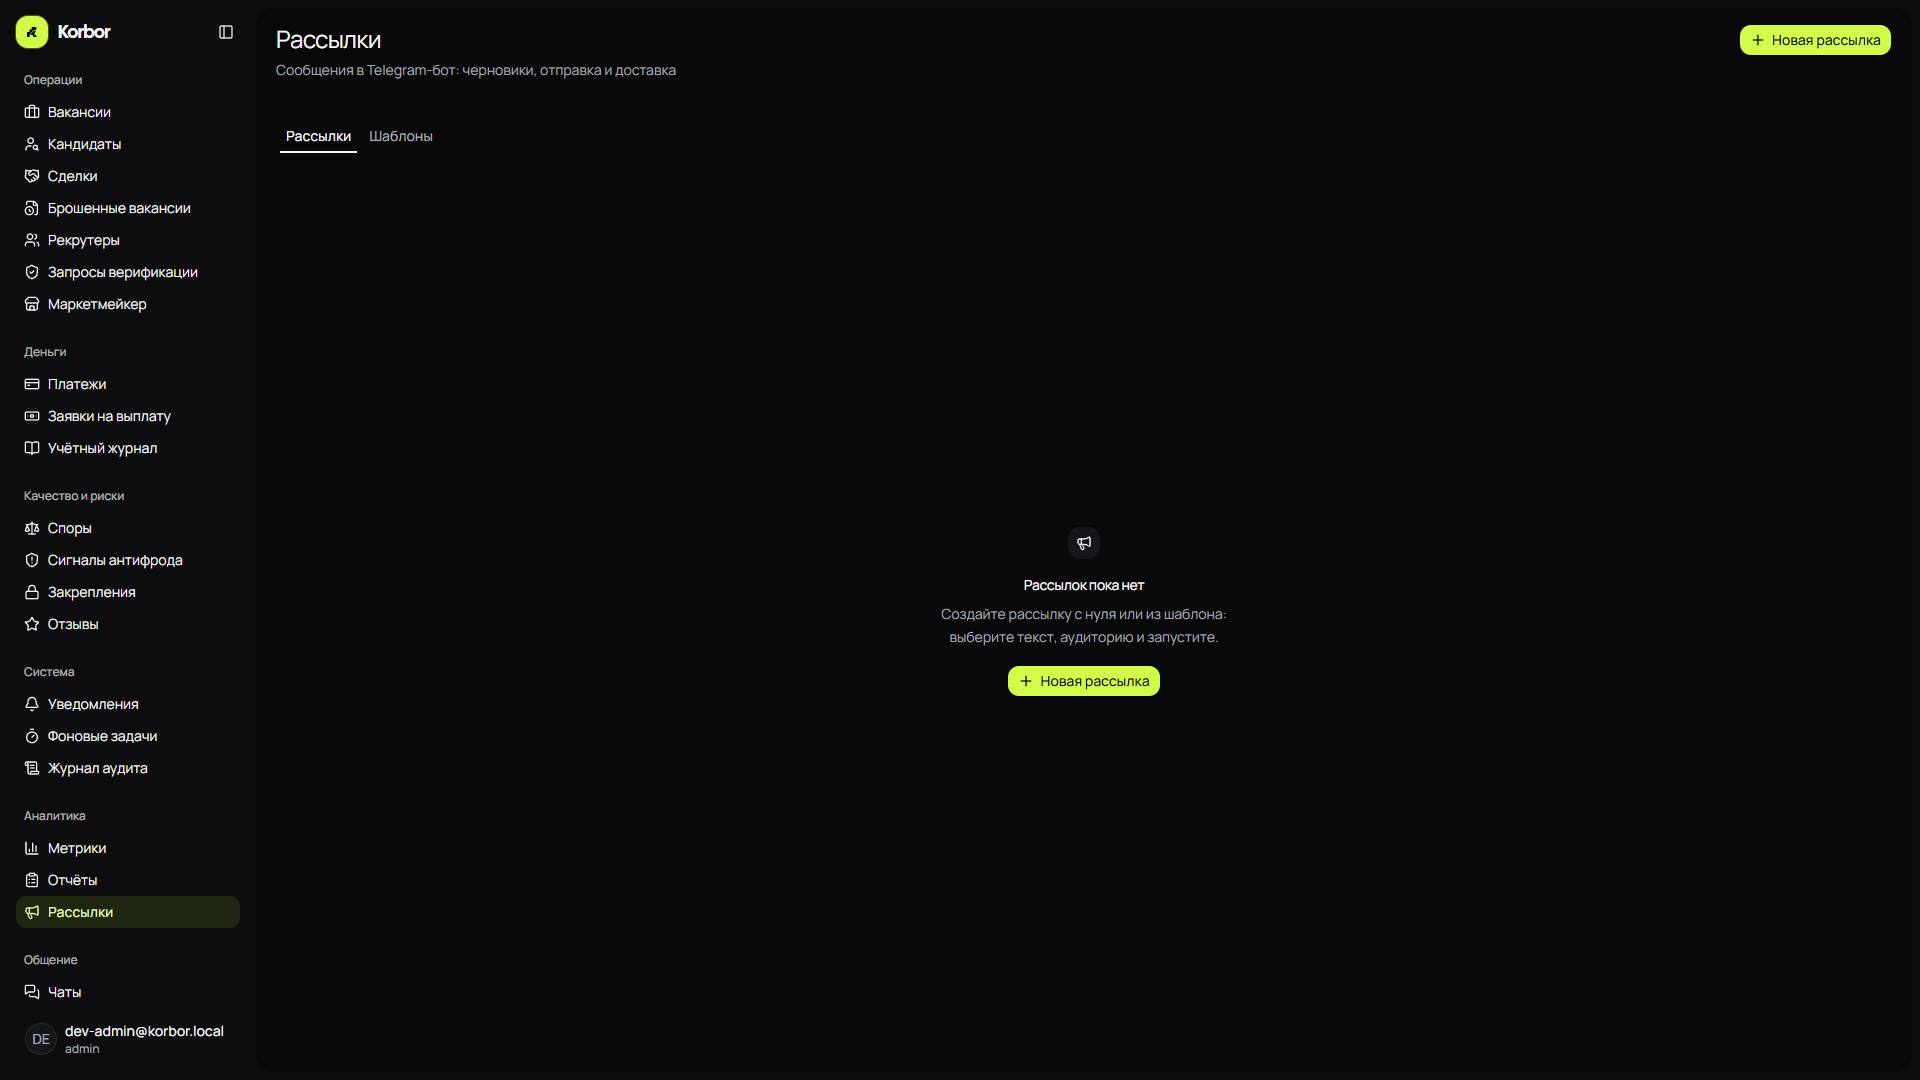 Korbor
Операции
Вакансии
Кандидаты
Сделки
Брошенные вакансии
Рекрутеры
Запросы верификации
Маркетмейкер
Деньги
Платежи
Заявки на выплату
Учётный журнал
Качество и риски
Споры
Сигналы антифрода
Закрепления
Отзывы
Система
Уведомления
Фоновые задачи
Журнал аудита
Аналитика
Метрики
Отчёты
Рассылки
Общение
Чаты
DE
dev-admin@korbor.local
admin
Рассылки
Сообщения в Telegram-бот: черновики, отправка и доставка
Новая рассылка
Рассылки
Шаблоны
Рассылок пока нет
Создайте рассылку с нуля или из шаблона:
выберите текст, аудиторию и запустите.
Новая рассылка